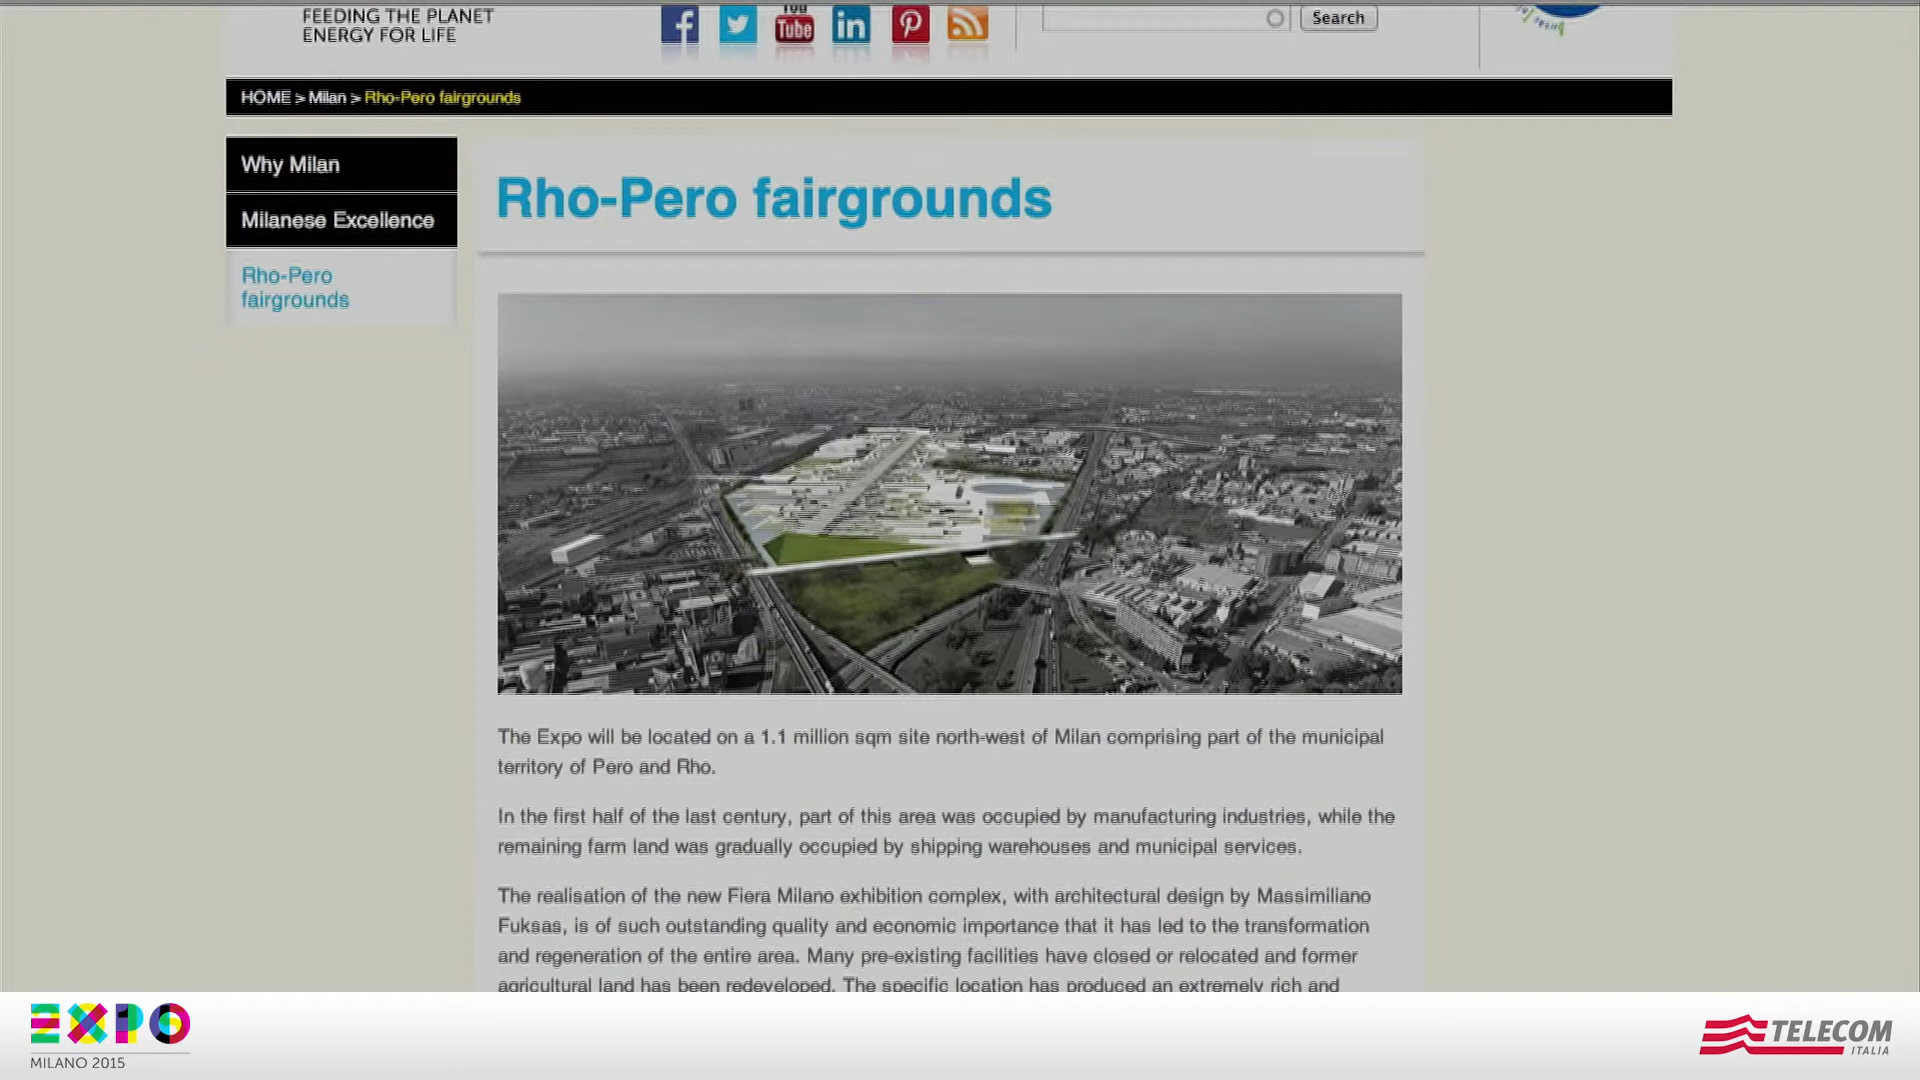 FEEDING THE PLANET
ENERGY FOR LIFE
You
Tube
in
Search
HOME > Milan > Rho-Pero fairgrounds
Why Milan
Milanese Excellence
Rho-Pero
fairgrounds
Rho-Pero fairgrounds
The Expo will be located on a 1.1 million sqm site north-west of Milan comprising part of the municipal
territory of Pero and Rho.
In the first half of the last century, part of this area was occupied by manufacturing industries, while the
remaining farm land was gradually occupied by shipping warehouses and municipal services.
The realisation of the new Fiera Milano exhibition complex, with architectural design by Massimiliano
Fuksas, is of such outstanding quality and economic importance that it has led to the transformation
and regeneration of the entire area. Many pre-existing facilities have closed or relocated and former
agricultural land has been redeveloped. The specific location has produced an extremely rich and
EXPO
MILANO 2015
TELECOM
ITALIA